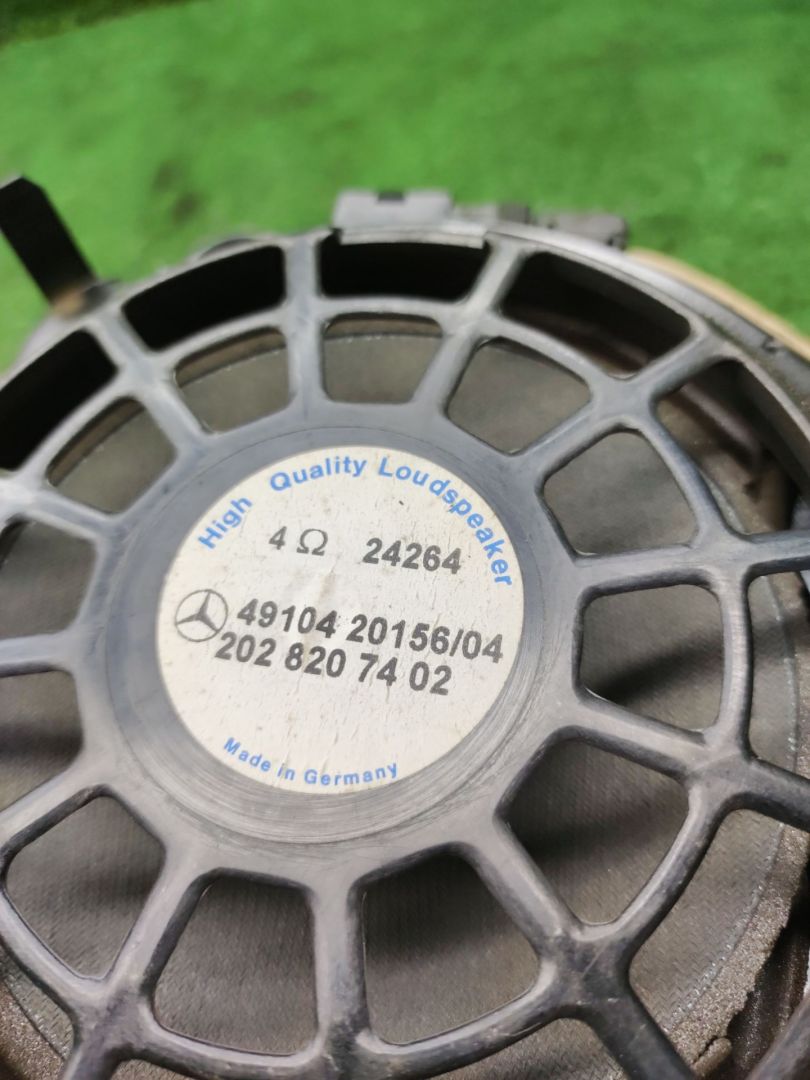 High Quality Loudspeaker
4 Ω 24264
49104 20156/04
202 820 74 02
Made in Germany